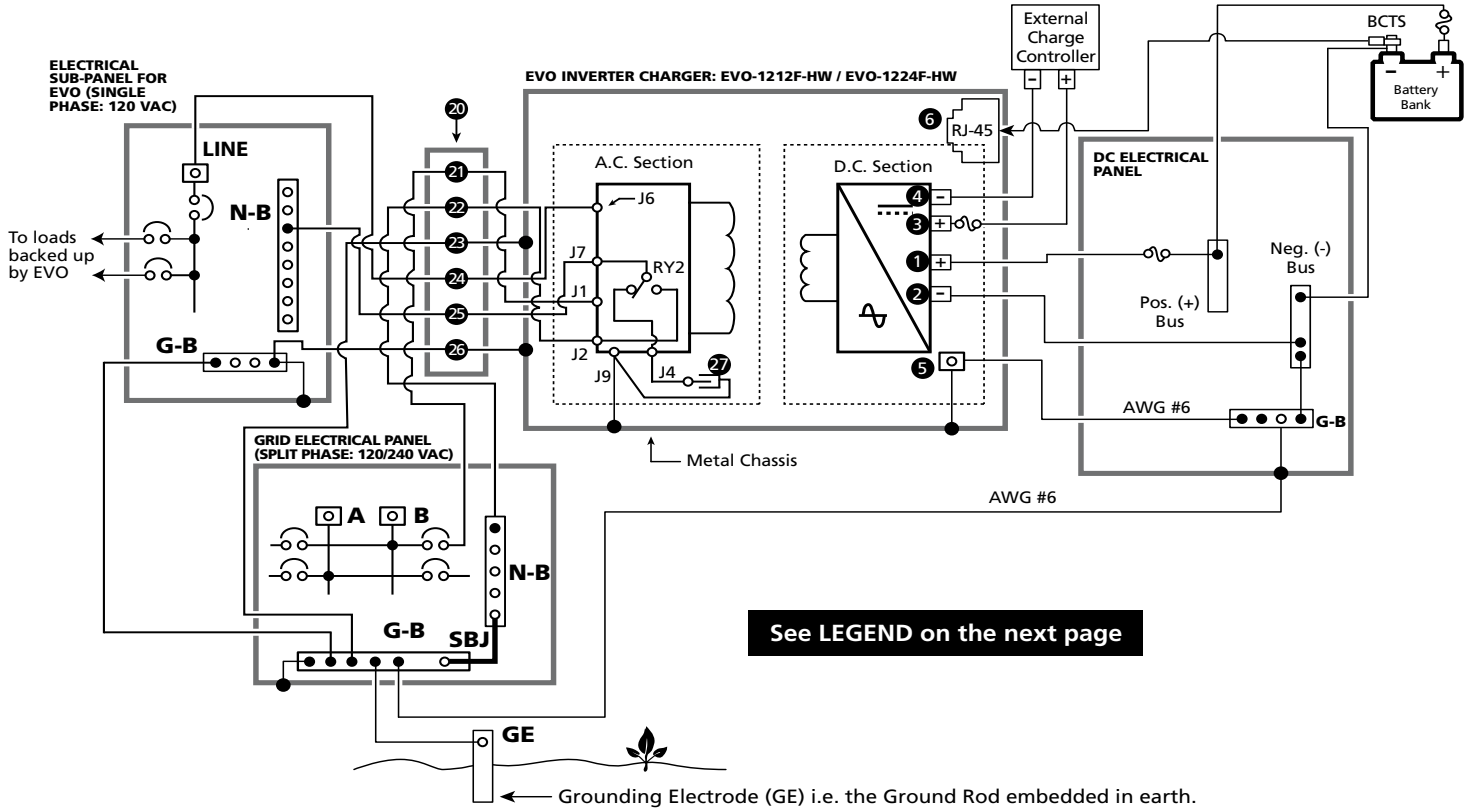 ELECTRICAL
SUB-PANEL FOR
EVO (SINGLE
PHASE: 120 VAC)
LINE
N-B
To loads
backed up
by EVO
G-B
20
21
22
23
24
25
26
EVO INVERTER CHARGER: EVO-1212F-HW / EVO-1224F-HW
A.C. Section
J6
J7
RY2
J1
J2
J9
J4
27
D.C. Section
6
RJ-45
4
-
3
+
1
+
2
-
5
Metal Chassis
External
Charge
Controller
-
+
BCTS
-
+
Battery
Bank
DC ELECTRICAL
PANEL
Neg. (-)
Bus
Pos. (+)
Bus
AWG #6
G-B
AWG #6
GRID ELECTRICAL PANEL
(SPLIT PHASE: 120/240 VAC)
A
B
N-B
G-B
SBJ
See LEGEND on the next page
GE
Grounding Electrode (GE) i.e. the Ground Rod embedded in earth.